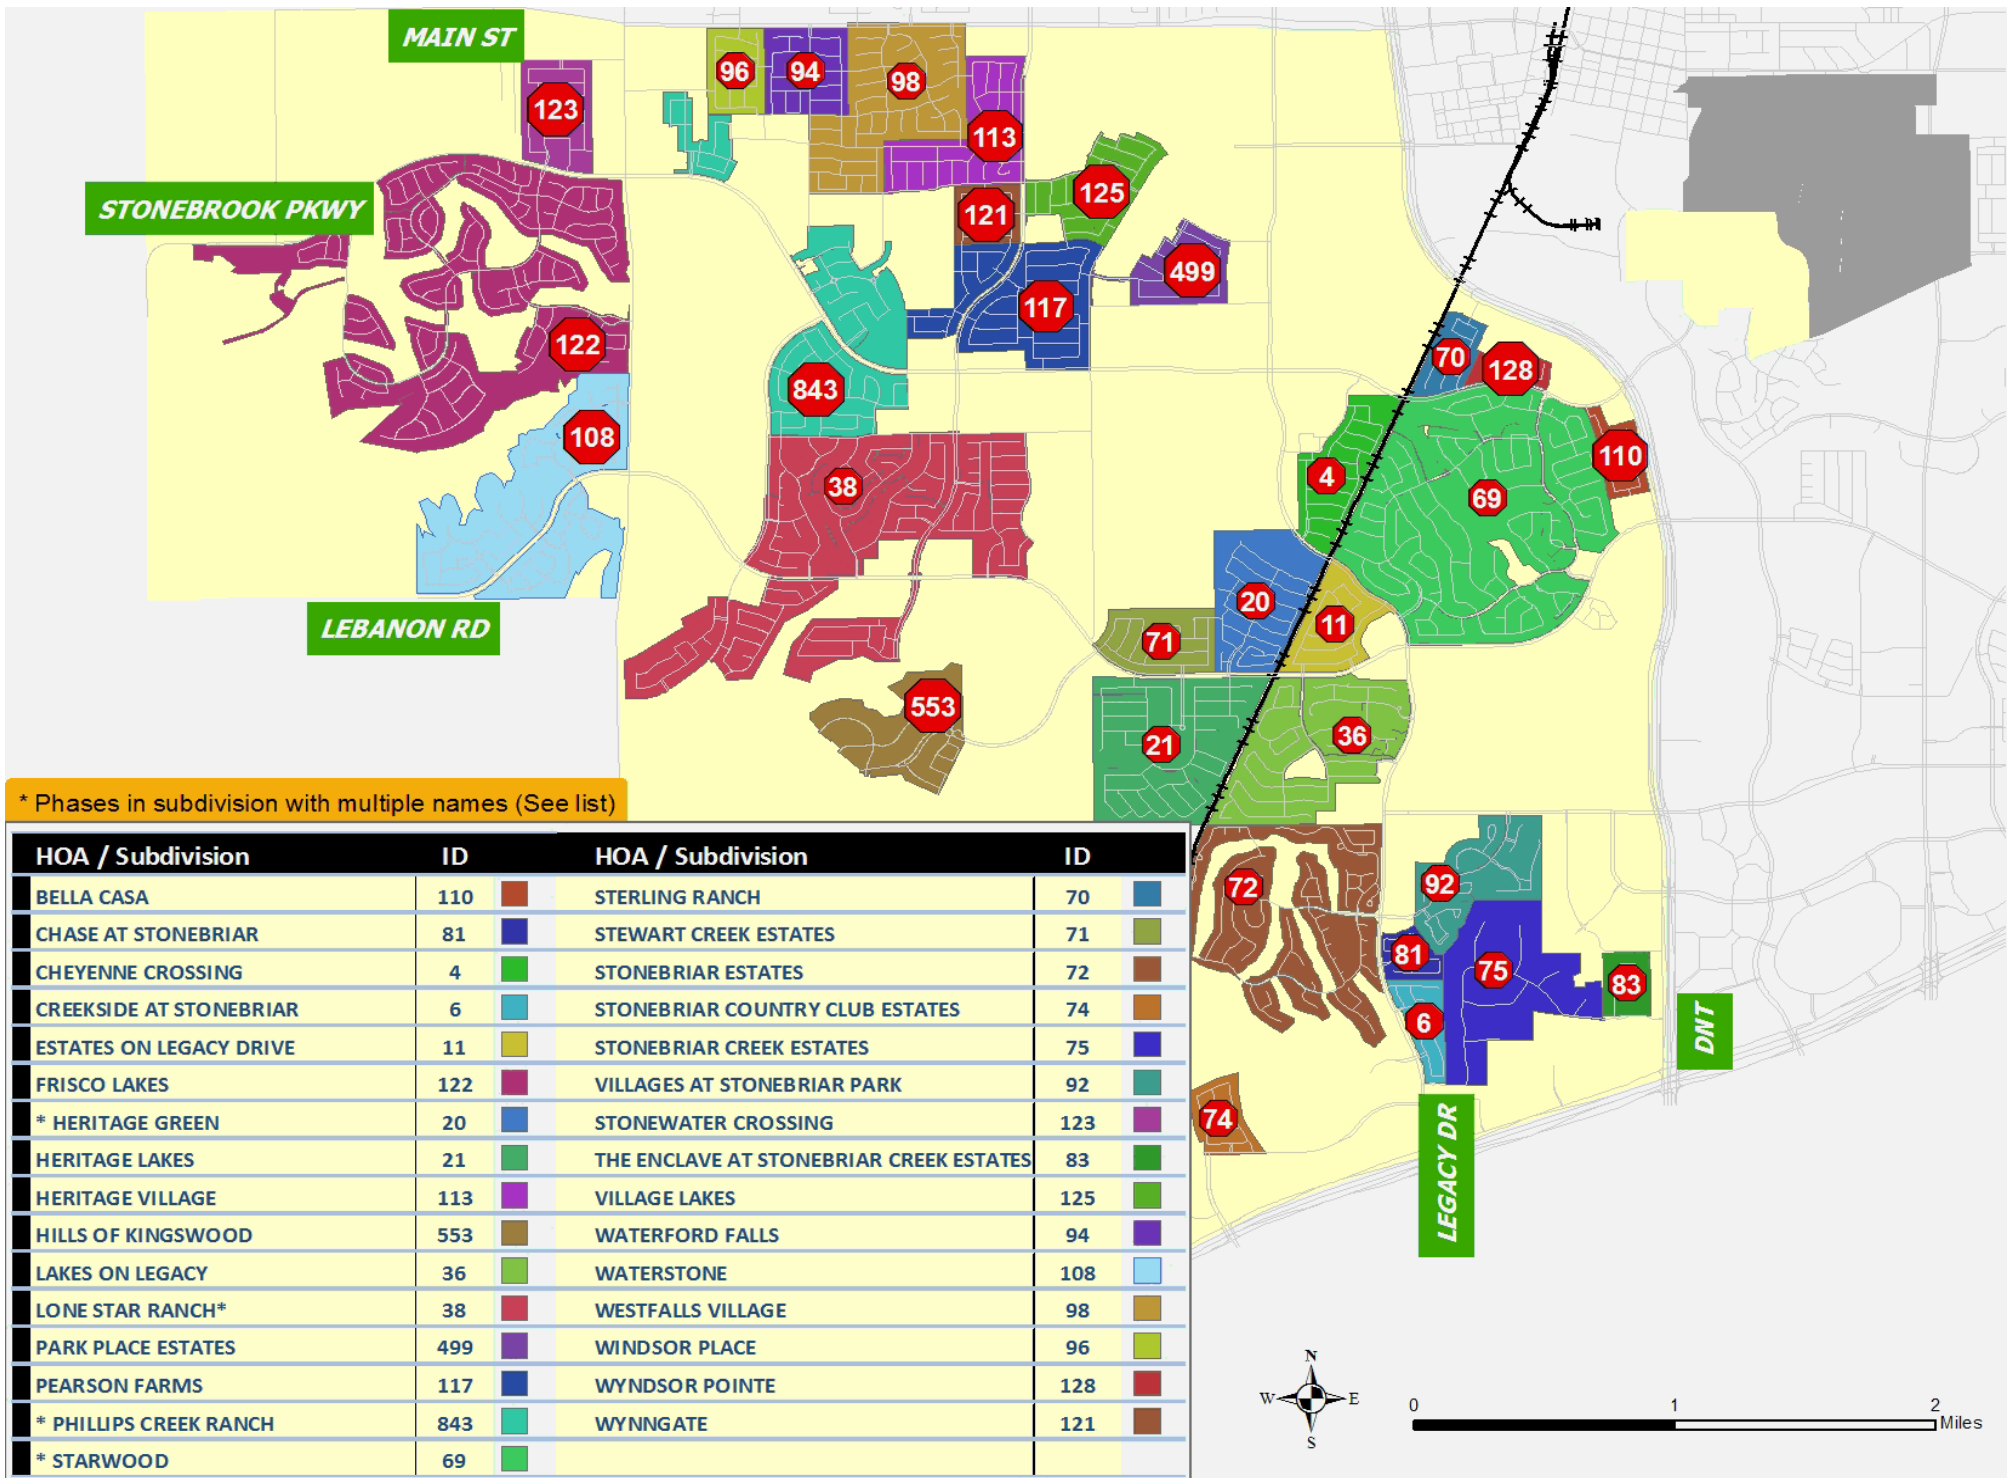 MAIN ST
96
94
98
123
113
125
STONEBROOK PKWY
121
499
117
122
70
128
843
108
110
38
4
69
20
11
LEBANON RD
71
553
36
21
* Phases in subdivision with multiple names (See list)
72
92
81
75
83
6
DNT
74
LEGACY DR
HOA / Subdivision ID HOA / Subdivision ID
BELLA CASA 110 STERLING RANCH 70
CHASE AT STONEBRIAR 81 STEWART CREEK ESTATES 71
CHEYENNE CROSSING 4 STONEBRIAR ESTATES 72
CREEKSIDE AT STONEBRIAR 6 STONEBRIAR COUNTRY CLUB ESTATES 74
ESTATES ON LEGACY DRIVE 11 STONEBRIAR CREEK ESTATES 75
FRISCO LAKES 122 VILLAGES AT STONEBRIAR PARK 92
* HERITAGE GREEN 20 STONEWATER CROSSING 123
HERITAGE LAKES 21 THE ENCLAVE AT STONEBRIAR CREEK ESTATES 83
HERITAGE VILLAGE 113 VILLAGE LAKES 125
HILLS OF KINGSWOOD 553 WATERFORD FALLS 94
LAKES ON LEGACY 36 WATERSTONE 108
LONE STAR RANCH* 38 WESTFALLS VILLAGE 98
PARK PLACE ESTATES 499 WINDSOR PLACE 96
PEARSON FARMS 117 WYNDSOR POINTE 128
* PHILLIPS CREEK RANCH 843 WYNNGATE 121
* STARWOOD 69
N
W E
S
0 1 2
Miles